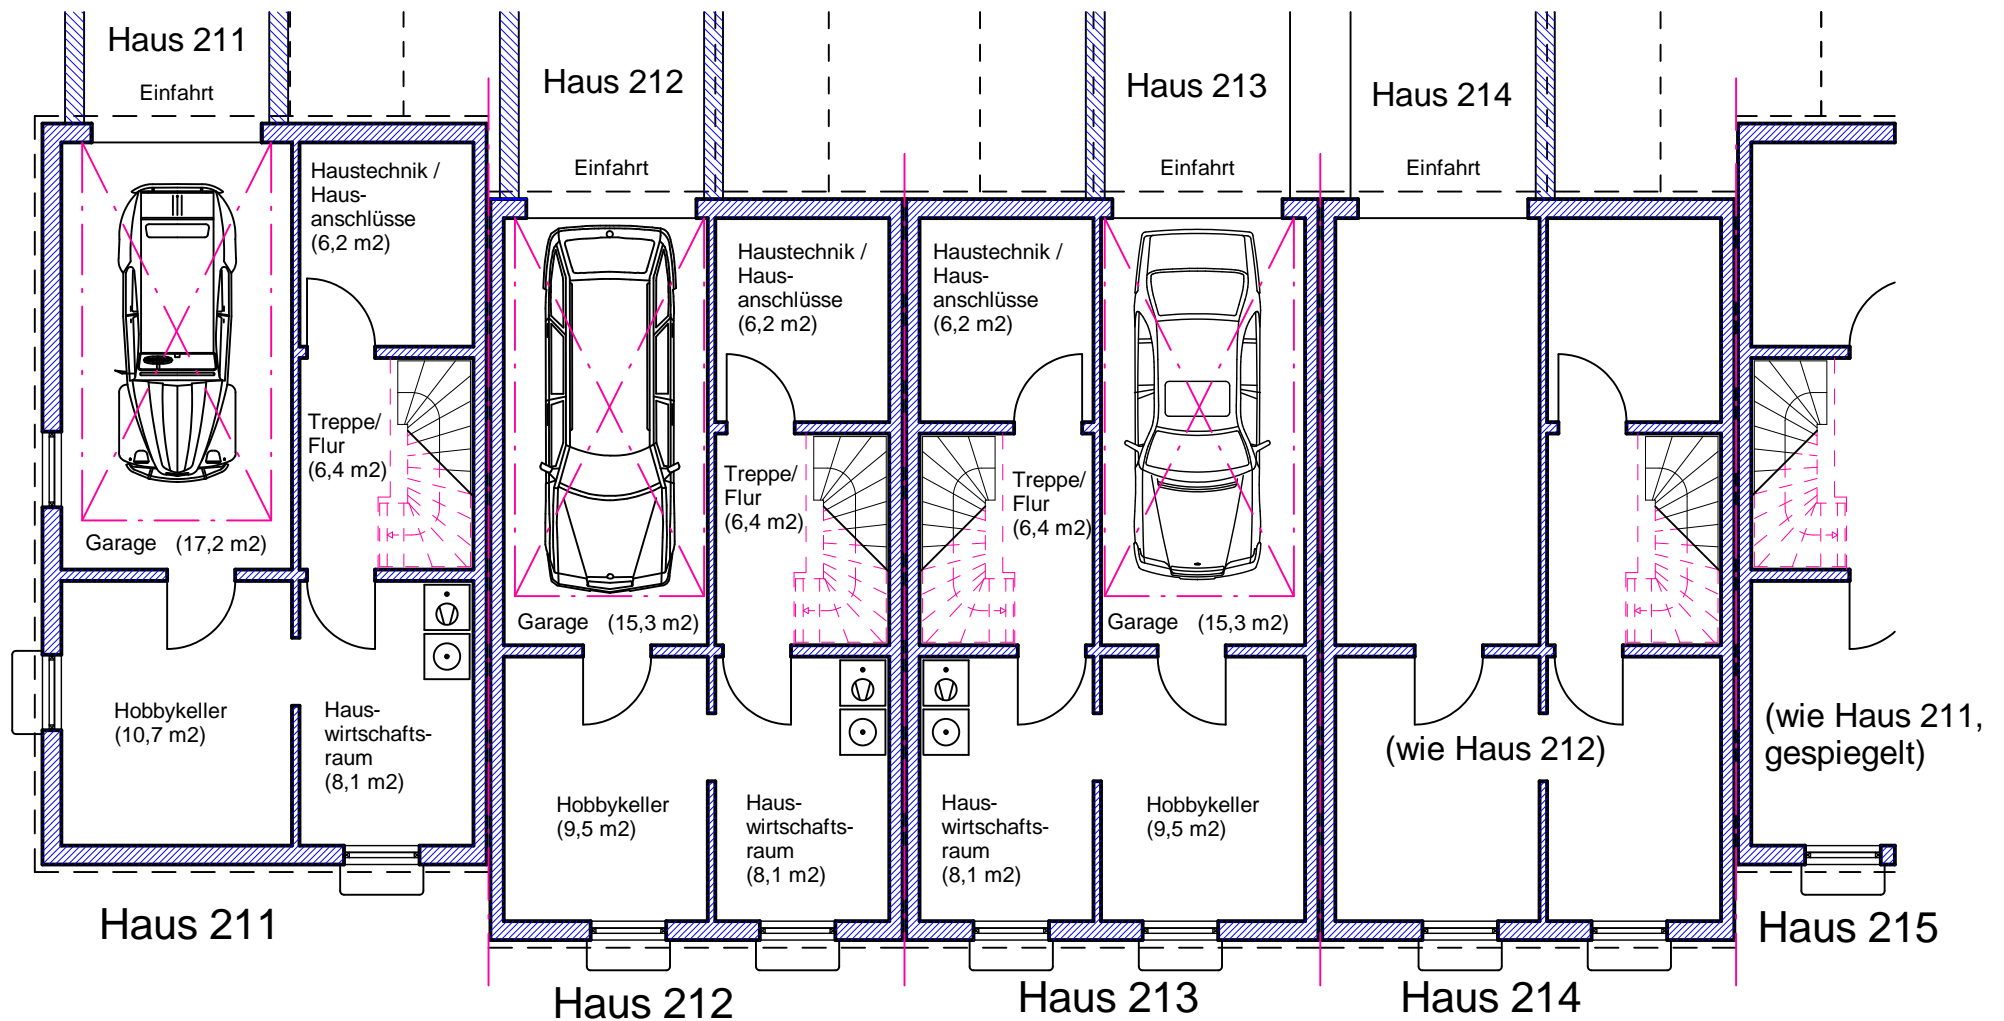 Haus 211
Einfahrt
Haus 212
Einfahrt
Haus 213
Einfahrt
Haus 214
Einfahrt
Haustechnik /
Haus-
anschlüsse
(6,2 m2)
Treppe/
Flur
(6,4 m2)
Garage (17,2 m2)
Hobbykeller
(10,7 m2)
Haus-
wirtschafts-
raum
(8,1 m2)
Haus 211
Haustechnik /
Haus-
anschlüsse
(6,2 m2)
Treppe/
Flur
(6,4 m2)
Garage (15,3 m2)
Hobbykeller
(9,5 m2)
Haus-
wirtschafts-
raum
(8,1 m2)
Haus 212
Haustechnik /
Haus-
anschlüsse
(6,2 m2)
Treppe/
Flur
(6,4 m2)
Garage (15,3 m2)
Haus-
wirtschafts-
raum
(8,1 m2)
Hobbykeller
(9,5 m2)
Haus 213
(wie Haus 212)
Haus 214
(wie Haus 211,
gespiegelt)
Haus 215